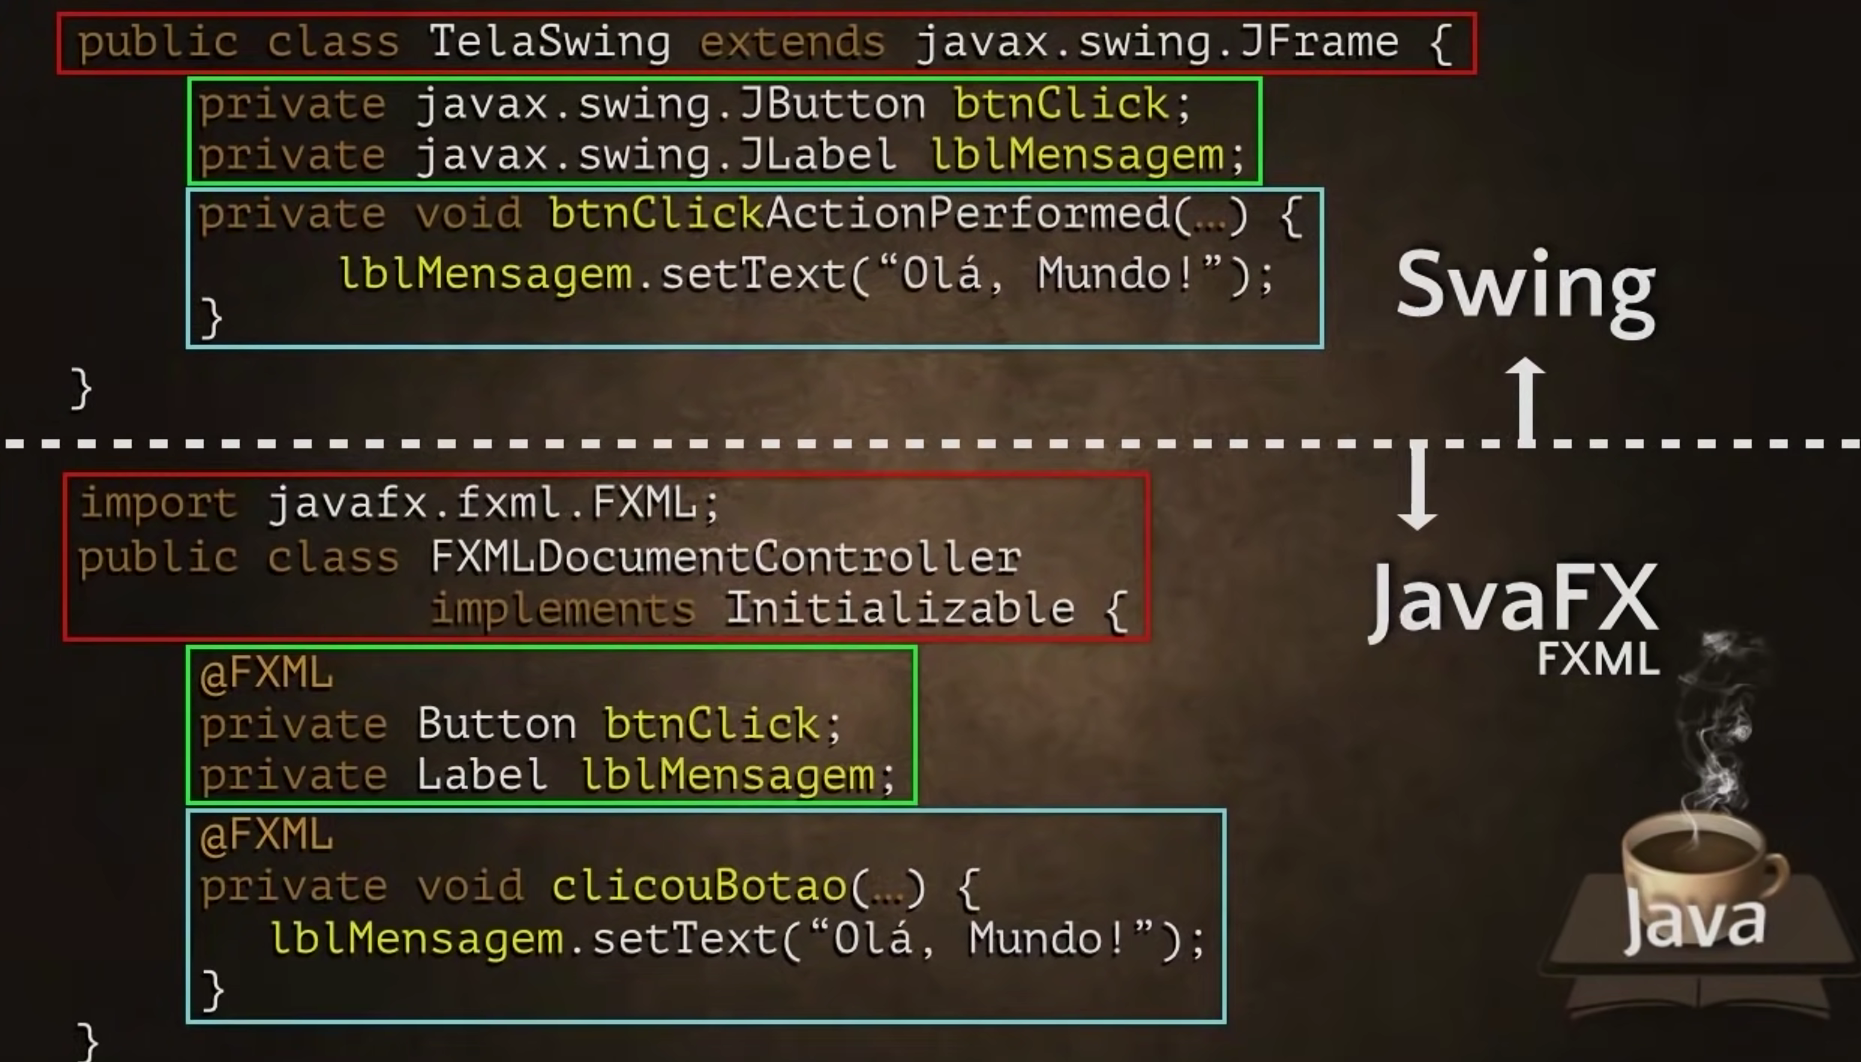 public class TelaSwing extends javax.swing.JFrame {
private javax.swing.JButton btnClick;
private javax.swing.JLabel lblMensagem;
private void btnClickActionPerformed(…) {
lblMensagem.setText(“Olá, Mundo!”);
}
}
Swing
import javafx.fxml.FXML;
public class FXMLDocumentController
implements Initializable {
@FXML
private Button btnClick;
private Label lblMensagem;
@FXML
private void clicouBotao(…) {
lblMensagem.setText(“Olá, Mundo!”);
}
}
JavaFX
FXML
Java